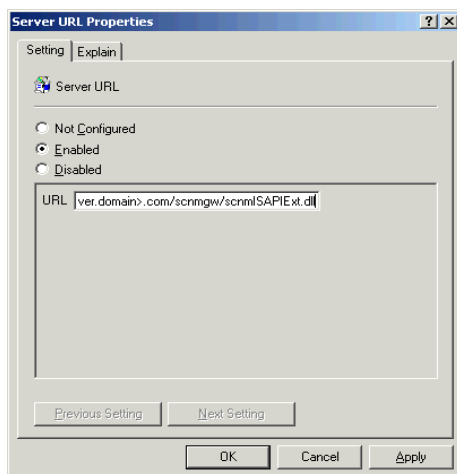 Server URL Properties
Setting
Explain
Server URL
Not Configured
Enabled
Disabled
URL ver.domain>.com/scnmgw/scnmISAPIExt.dll
Previous Setting
Next Setting
OK
Cancel
Apply